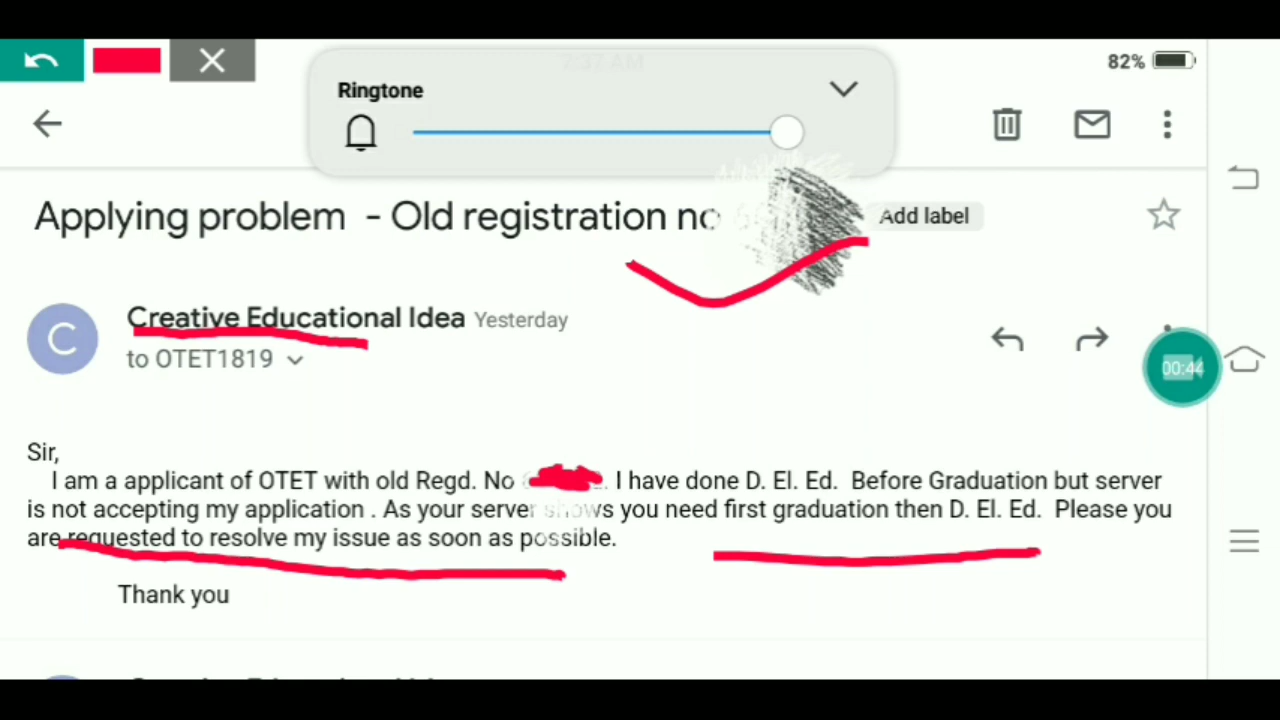 7:37 AM
82%
Ringtone
Applying problem - Old registration no
Add label
Creative Educational Idea Yesterday
C
to OTET1819
00:44
Sir,
I am a applicant of OTET with old Regd. No . I have done D. El. Ed. Before Graduation but server
is not accepting my application . As your server shows you need first graduation then D. El. Ed. Please you
are requested to resolve my issue as soon as possible.
Thank you